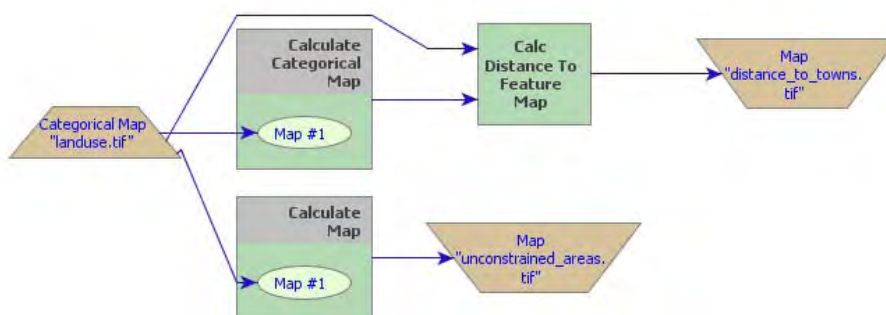 Categorical Map
"landuse.tif"
Calculate
Categorical
Map
Map #1
Calc
Distance To
Feature
Map
Map
"distance_to_towns.
tif"
Calculate
Map
Map #1
Map
"unconstrained_areas.
tif"